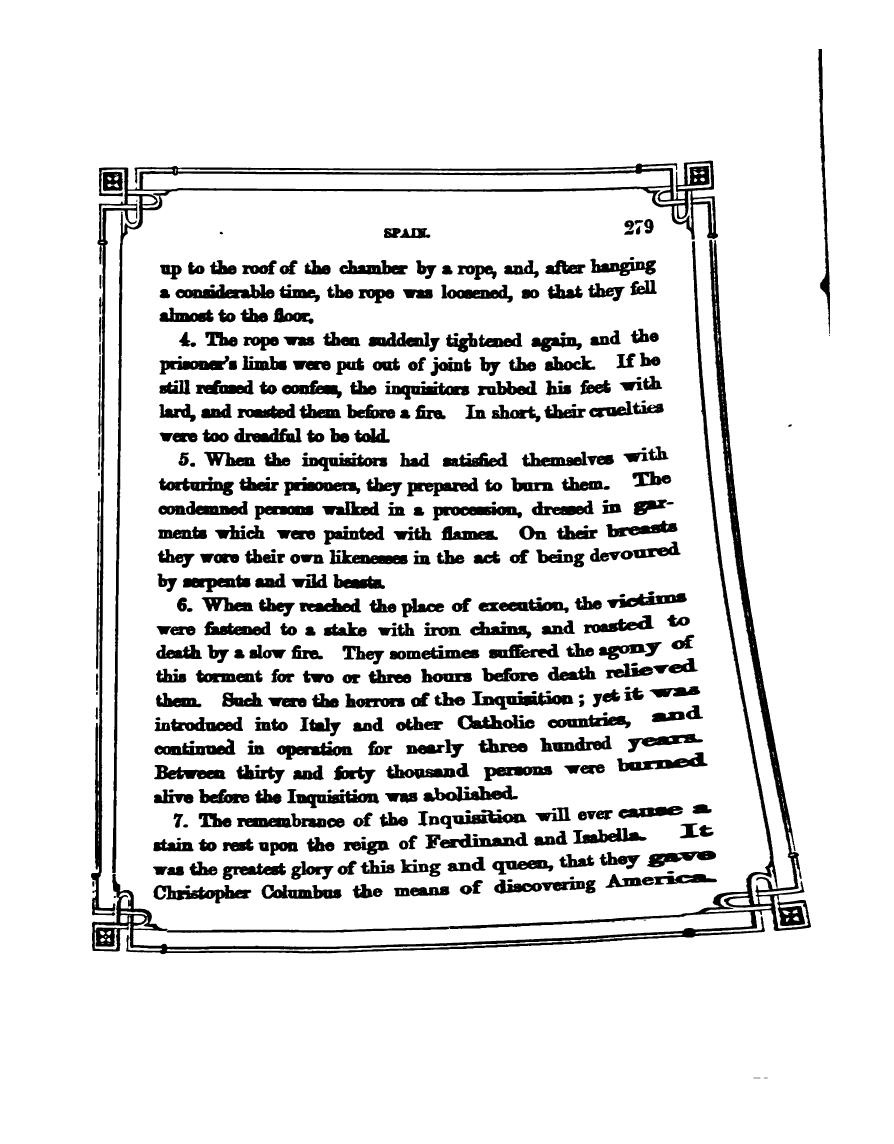 SPAIN.
279
up to the roof of the chamber by a rope, and, after hanging
a considerable time, the rope was loosened, so that they fell
almost to the floor.
4. The rope was then suddenly tightened again, and the
prisoner's limbs were put out of joint by the shock. If he
still refused to confess, the inquisitors rubbed his feet with
lard, and roasted them before a fire. In short, their cruelties
were too dreadful to be told.
5. When the inquisitors had satisfied themselves with
torturing their prisoners, they prepared to burn them. The
condemned persons walked in a procession, dressed in gar-
ments which were painted with flames. On their breasts
they wore their own likenesses in the act of being devoured
by serpents and wild beasts.
6. When they reached the place of execution, the victims
were fastened to a stake with iron chains, and roasted to
death by a slow fire. They sometimes suffered the agony of
this torment for two or three hours before death relieved
them. Such were the horrors of the Inquisition ; yet it was
introduced into Italy and other Catholic countries, and
continued in operation for nearly three hundred years.
Between thirty and forty thousand persons were burned
alive before the Inquisition was abolished.
7. The remembrance of the Inquisition will ever cause a
stain to rest upon the reign of Ferdinand and Isabella. It
was the greatest glory of this king and queen, that they gave
Christopher Columbus the means of discovering America.